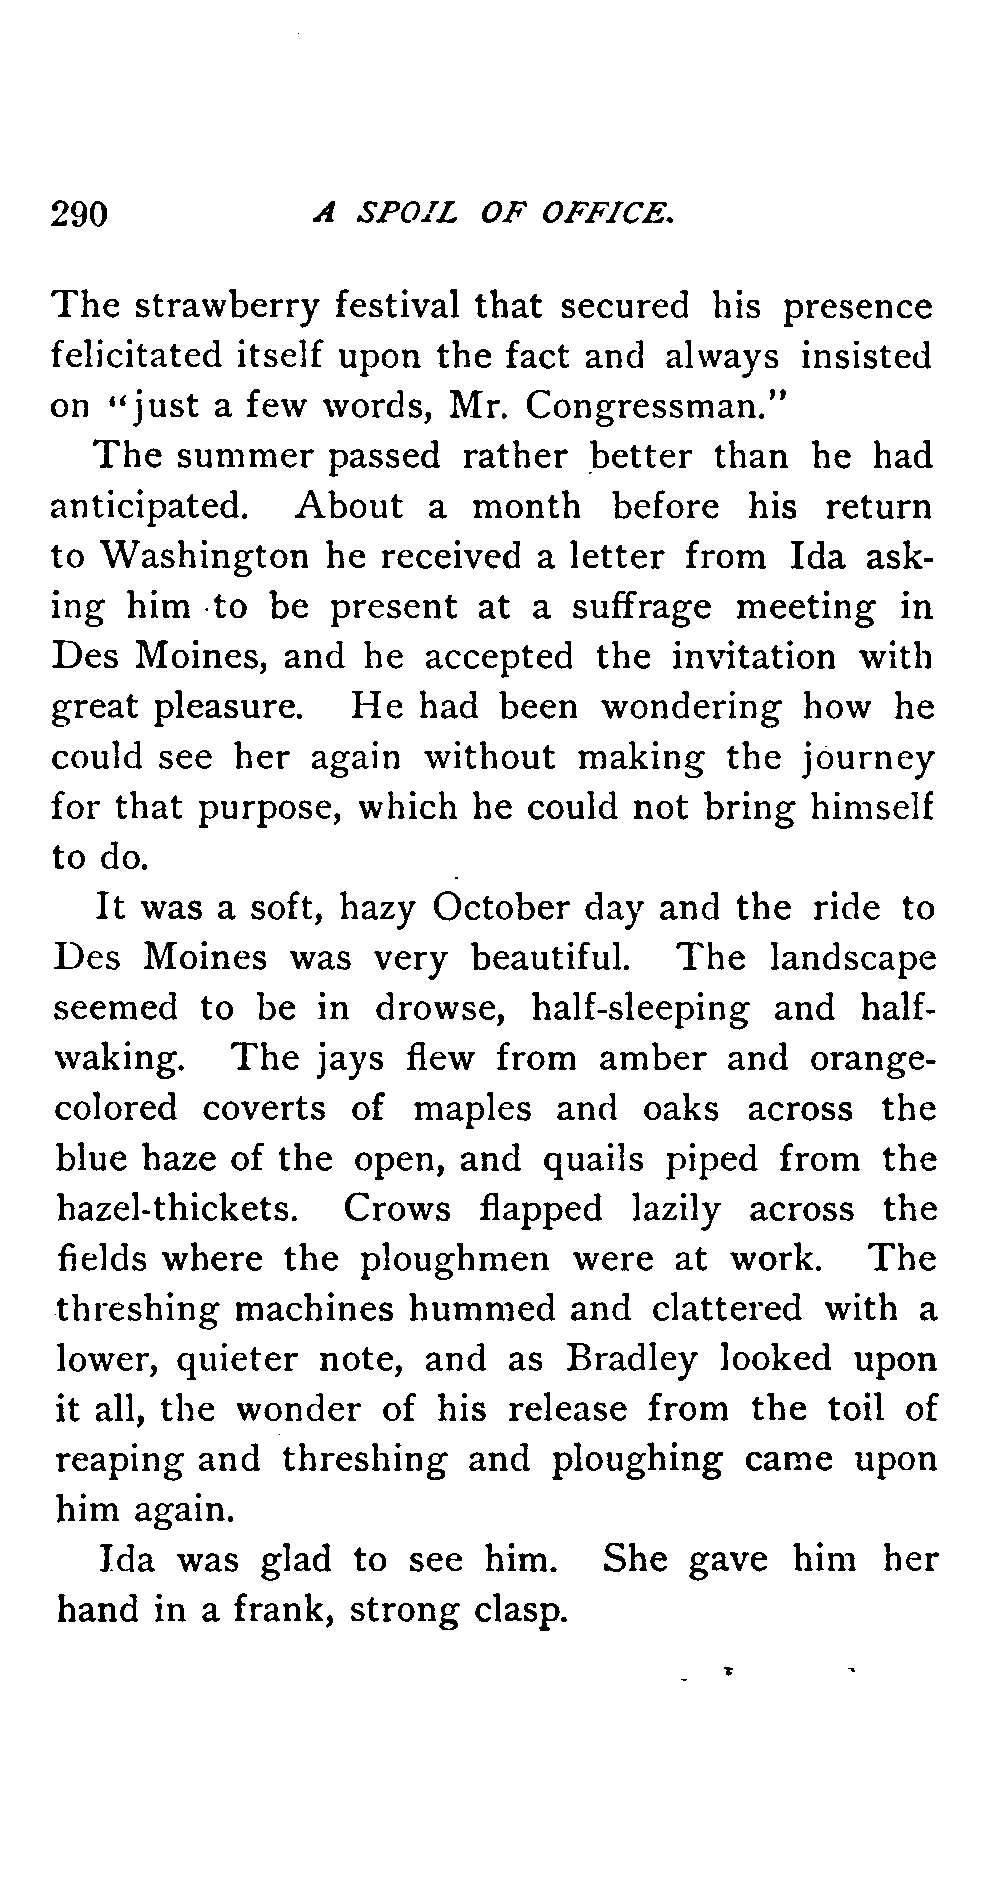 290 A SPOIL OF OFFICE.
The strawberry festival that secured his presence
felicitated itself upon the fact and always insisted
on “just a few words, Mr. Congressman.”
The summer passed rather better than he had
anticipated. About a month before his return
to Washington he received a letter from Ida ask-
ing him to be present at a suffrage meeting in
Des Moines, and he accepted the invitation with
great pleasure. He had been wondering how he
could see her again without making the journey
for that purpose, which he could not bring himself
to do.
It was a soft, hazy October day and the ride to
Des Moines was very beautiful. The landscape
seemed to be in drowse, half-sleeping and half-
waking. The jays flew from amber and orange-
colored coverts of maples and oaks across the
blue haze of the open, and quails piped from the
hazel-thickets. Crows flapped lazily across the
fields where the ploughmen were at work. The
threshing machines hummed and clattered with a
lower, quieter note, and as Bradley looked upon
it all, the wonder of his release from the toil of
reaping and threshing and ploughing came upon
him again.
Ida was glad to see him. She gave him her
hand in a frank, strong clasp.